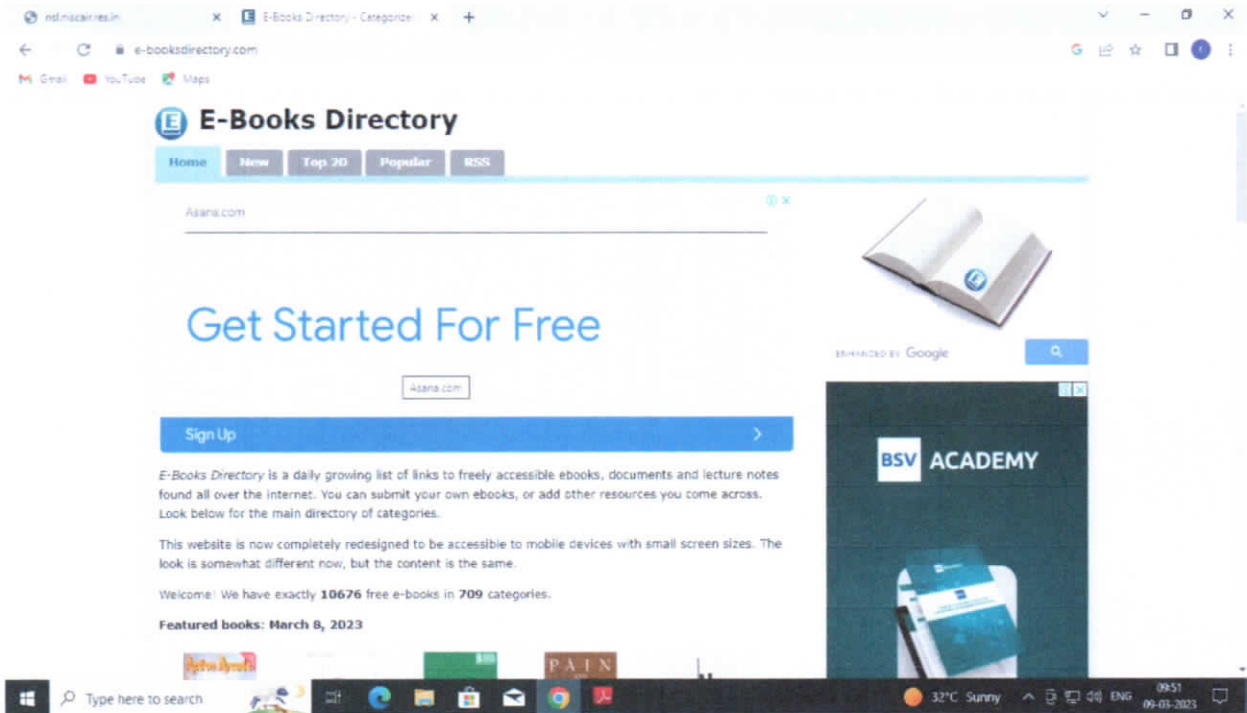 nsl.niscair.res.in
E-Books Directory - Categorized
e-booksdirectory.com
Gmail YouTube Maps
E-Books Directory
Home New Top 20 Popular RSS
Asana.com
Get Started For Free
Asana.com
Sign Up
ENHANCED BY Google
BSV ACADEMY
E-Books Directory is a daily growing list of links to freely accessible ebooks, documents and lecture notes
found all over the internet. You can submit your own ebooks, or add other resources you come across.
Look below for the main directory of categories.
This website is now completely redesigned to be accessible to mobile devices with small screen sizes. The
look is somewhat different now, but the content is the same.
Welcome! We have exactly 10676 free e-books in 709 categories.
Featured books: March 8, 2023
PAIN
Type here to search
32°C Sunny
ENG
09:51
09-03-2023